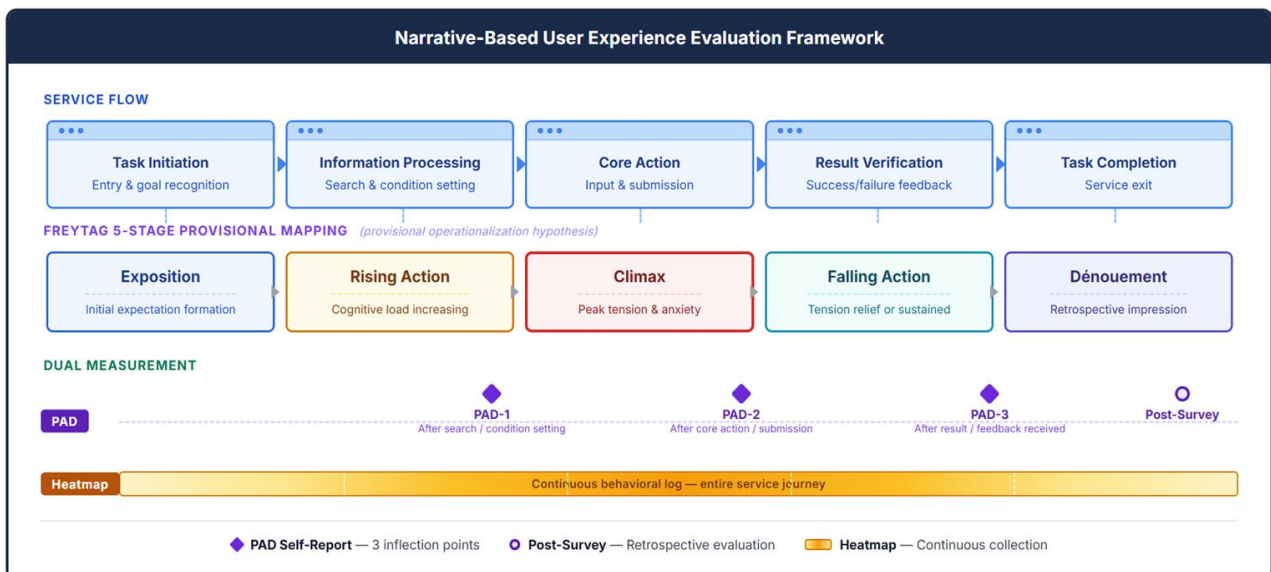 Narrative-Based User Experience Evaluation Framework
SERVICE FLOW
Task Initiation
Entry & goal recognition
Information Processing
Search & condition setting
Core Action
Input & submission
Result Verification
Success/failure feedback
Task Completion
Service exit
FREYTAG 5-STAGE PROVISIONAL MAPPING (provisional operationalization hypothesis)
Exposition
Initial expectation formation
Rising Action
Cognitive load increasing
Climax
Peak tension & anxiety
Falling Action
Tension relief or sustained
Dénouement
Retrospective impression
DUAL MEASUREMENT
PAD
PAD-1
After search / condition setting
PAD-2
After core action / submission
PAD-3
After result / feedback received
Post-Survey
Heatmap
Continuous behavioral log — entire service journey
PAD Self-Report — 3 inflection points
Post-Survey — Retrospective evaluation
Heatmap — Continuous collection